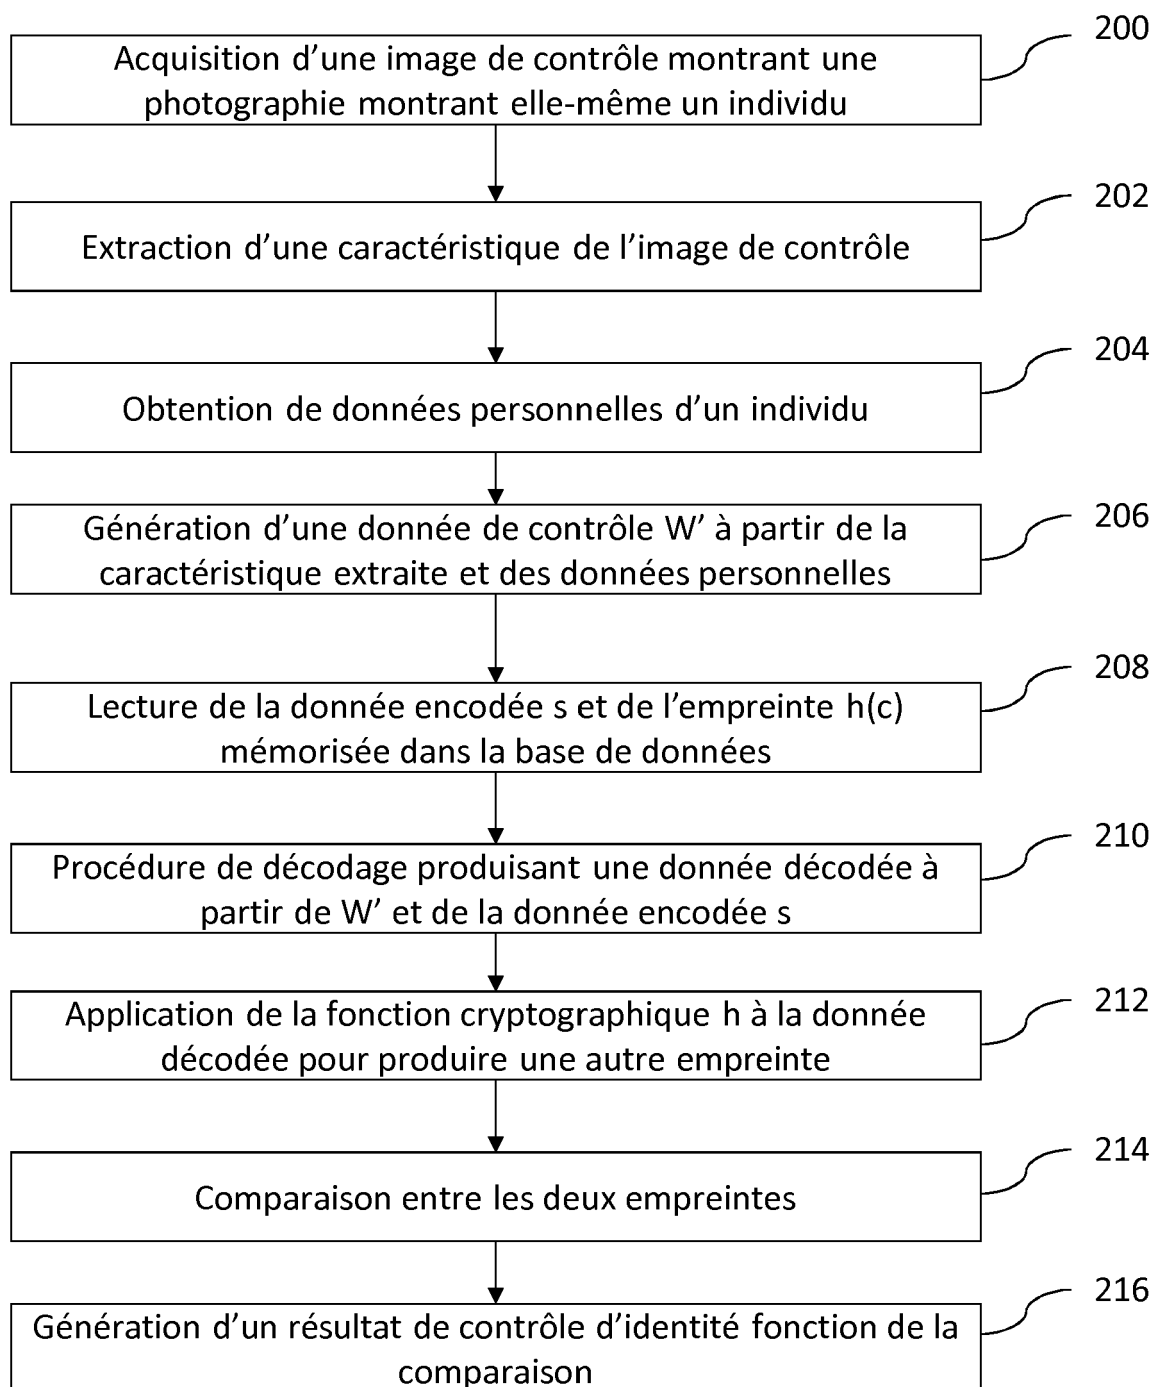 200
Acquisition d’une image de contrôle montrant une
photographie montrant elle-même un individu
202
Extraction d’une caractéristique de l’image de contrôle
204
Obtention de données personnelles d’un individu
206
Génération d’une donnée de contrôle W’ à partir de la
caractéristique extraite et des données personnelles
208
Lecture de la donnée encodée s et de l’empreinte h(c)
mémorisée dans la base de données
210
Procédure de décodage produisant une donnée décodée à
partir de W’ et de la donnée encodée s
212
Application de la fonction cryptographique h à la donnée
décodée pour produire une autre empreinte
214
Comparaison entre les deux empreintes
216
Génération d’un résultat de contrôle d’identité fonction de la
comparaison